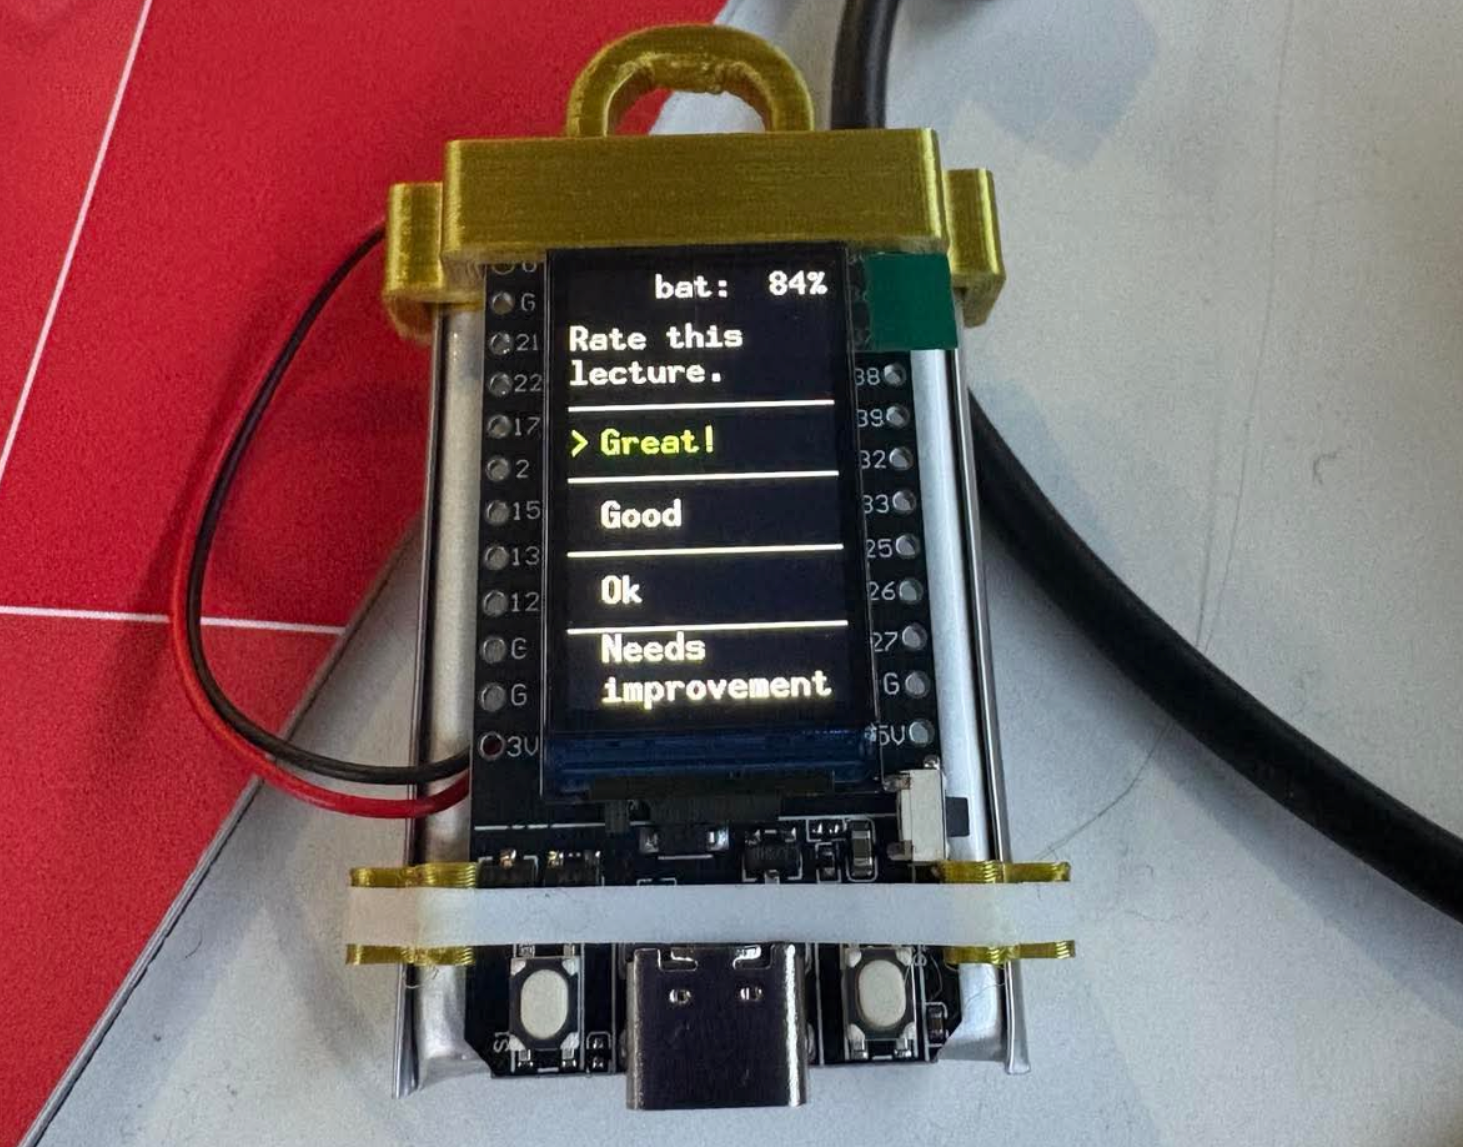 bat: 84%
Rate this
lecture.
> Great!
Good
Ok
Needs
improvement
G
21
22
17
2
15
13
12
G
G
3V
38
39
32
33
25
26
27
G
5V